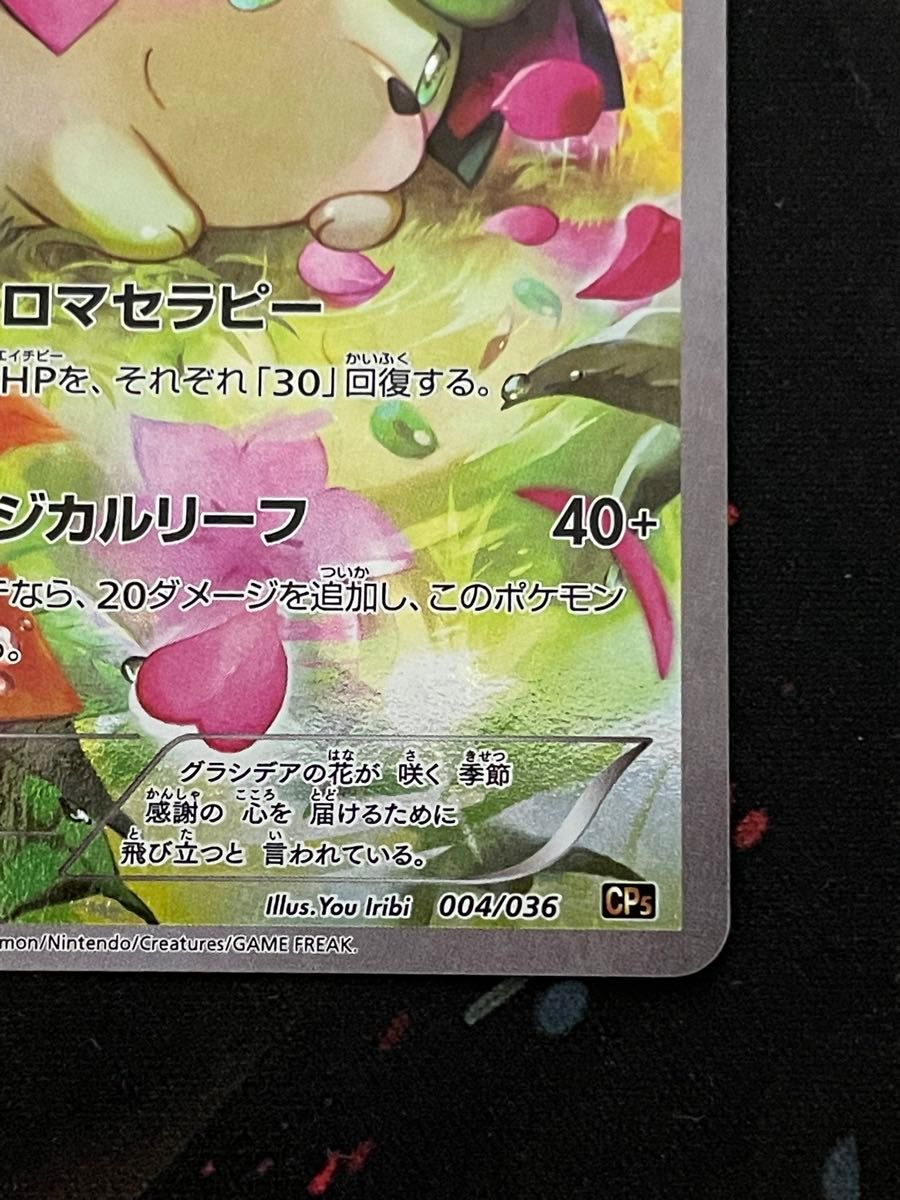 ロマセラピー
エイチピー かいふく
HPを、それぞれ「30」回復する。
ジカルリーフ 40+
ついか
なら、20ダメージを追加し、このポケモン
。
はな さ きせつ
グラシデアの花が 咲く 季節
かんしゃ こころ とど
感謝の 心を 届けるために
と た い
飛び立つと 言われている。
Illus.You Iribi 004/036 CP5
mon/Nintendo/Creatures/GAME FREAK.